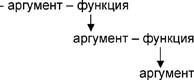 - аргумент – функция
аргумент – функция
аргумент